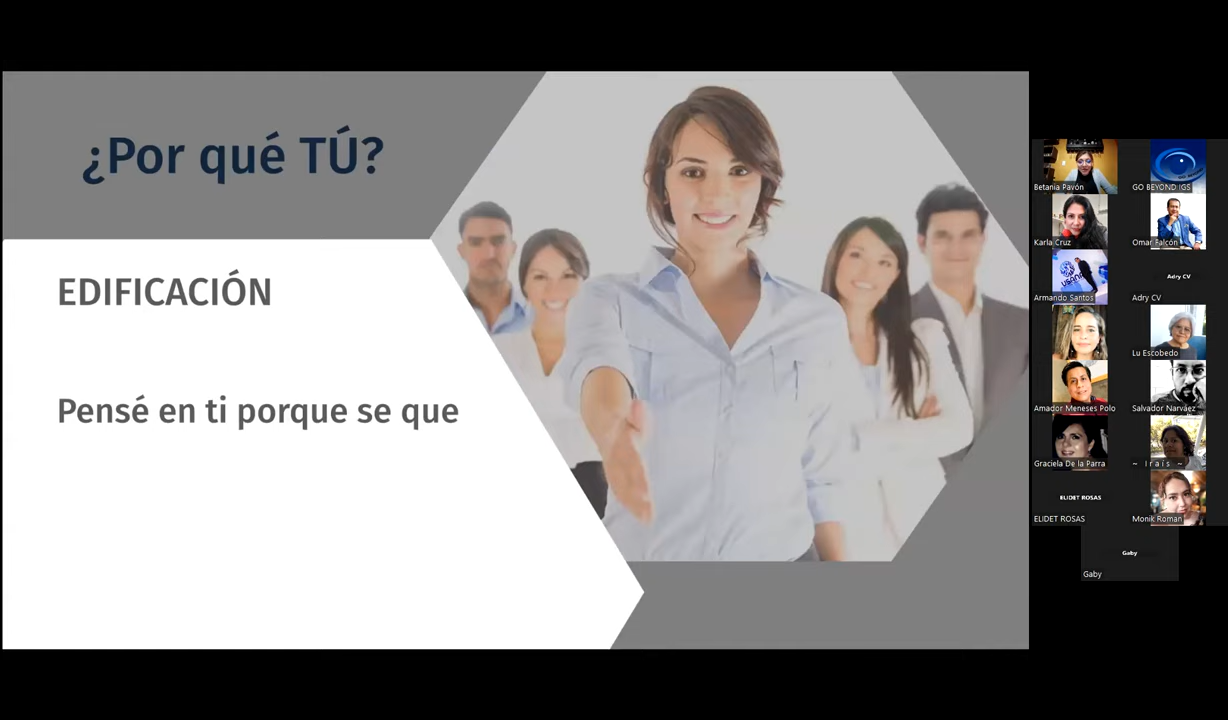 ¿Por qué TÚ?
EDIFICACIÓN
Pensé en ti porque se que
Betania Pavón
GO BEYOND IGS
Karla Cruz
Omar Falcón
USANA
Armando Santos
Adry CV
Adry CV
Lu Escobedo
Amador Meneses Polo
Salvador Narváez
Graciela De la Parra
~ I r a í s ~
ELIDET ROSAS
ELIDET ROSAS
Monik Roman
Gaby
Gaby